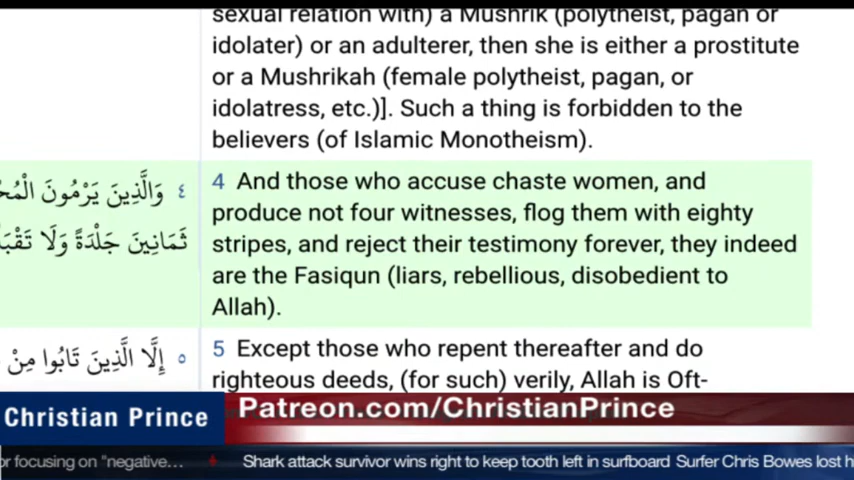 sexual relation with) a Mushrik (polytheist, pagan or
idolater) or an adulterer, then she is either a prostitute
or a Mushrikah (female polytheist, pagan, or
idolatress, etc.)]. Such a thing is forbidden to the
believers (of Islamic Monotheism).
٤ وَالَّذِينَ يَرْمُونَ
ثَمَانِينَ جَلْدَةً وَلَا
4 And those who accuse chaste women, and
produce not four witnesses, flog them with eighty
stripes, and reject their testimony forever, they indeed
are the Fasiqun (liars, rebellious, disobedient to
Allah).
٥ إِلَّا الَّذِينَ تَابُوا مِنْ
5 Except those who repent thereafter and do
righteous deeds, (for such) verily, Allah is Oft-
Christian Prince
Patreon.com/ChristianPrince
or focusing on "negative... Shark attack survivor wins right to keep tooth left in surfboard Surfer Chris Bowes lost h